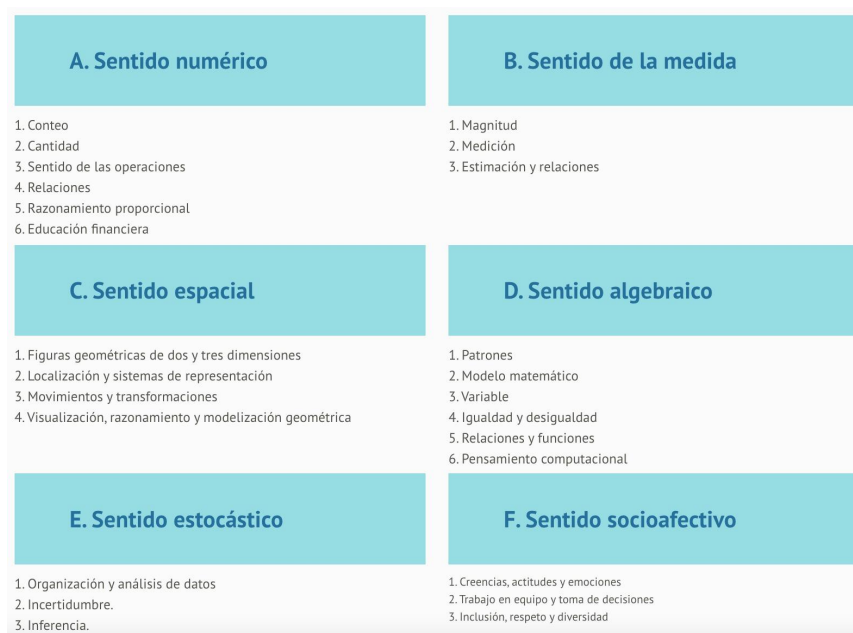 A. Sentido numérico
1. Conteo
2. Cantidad
3. Sentido de las operaciones
4. Relaciones
5. Razonamiento proporcional
6. Educación financiera
B. Sentido de la medida
1. Magnitud
2. Medición
3. Estimación y relaciones
C. Sentido espacial
1. Figuras geométricas de dos y tres dimensiones
2. Localización y sistemas de representación
3. Movimientos y transformaciones
4. Visualización, razonamiento y modelización geométrica
D. Sentido algebraico
1. Patrones
2. Modelo matemático
3. Variable
4. Igualdad y desigualdad
5. Relaciones y funciones
6. Pensamiento computacional
E. Sentido estocástico
1. Organización y análisis de datos
2. Incertidumbre.
3. Inferencia.
F. Sentido socioafectivo
1. Creencias, actitudes y emociones
2. Trabajo en equipo y toma de decisiones
3. Inclusión, respeto y diversidad